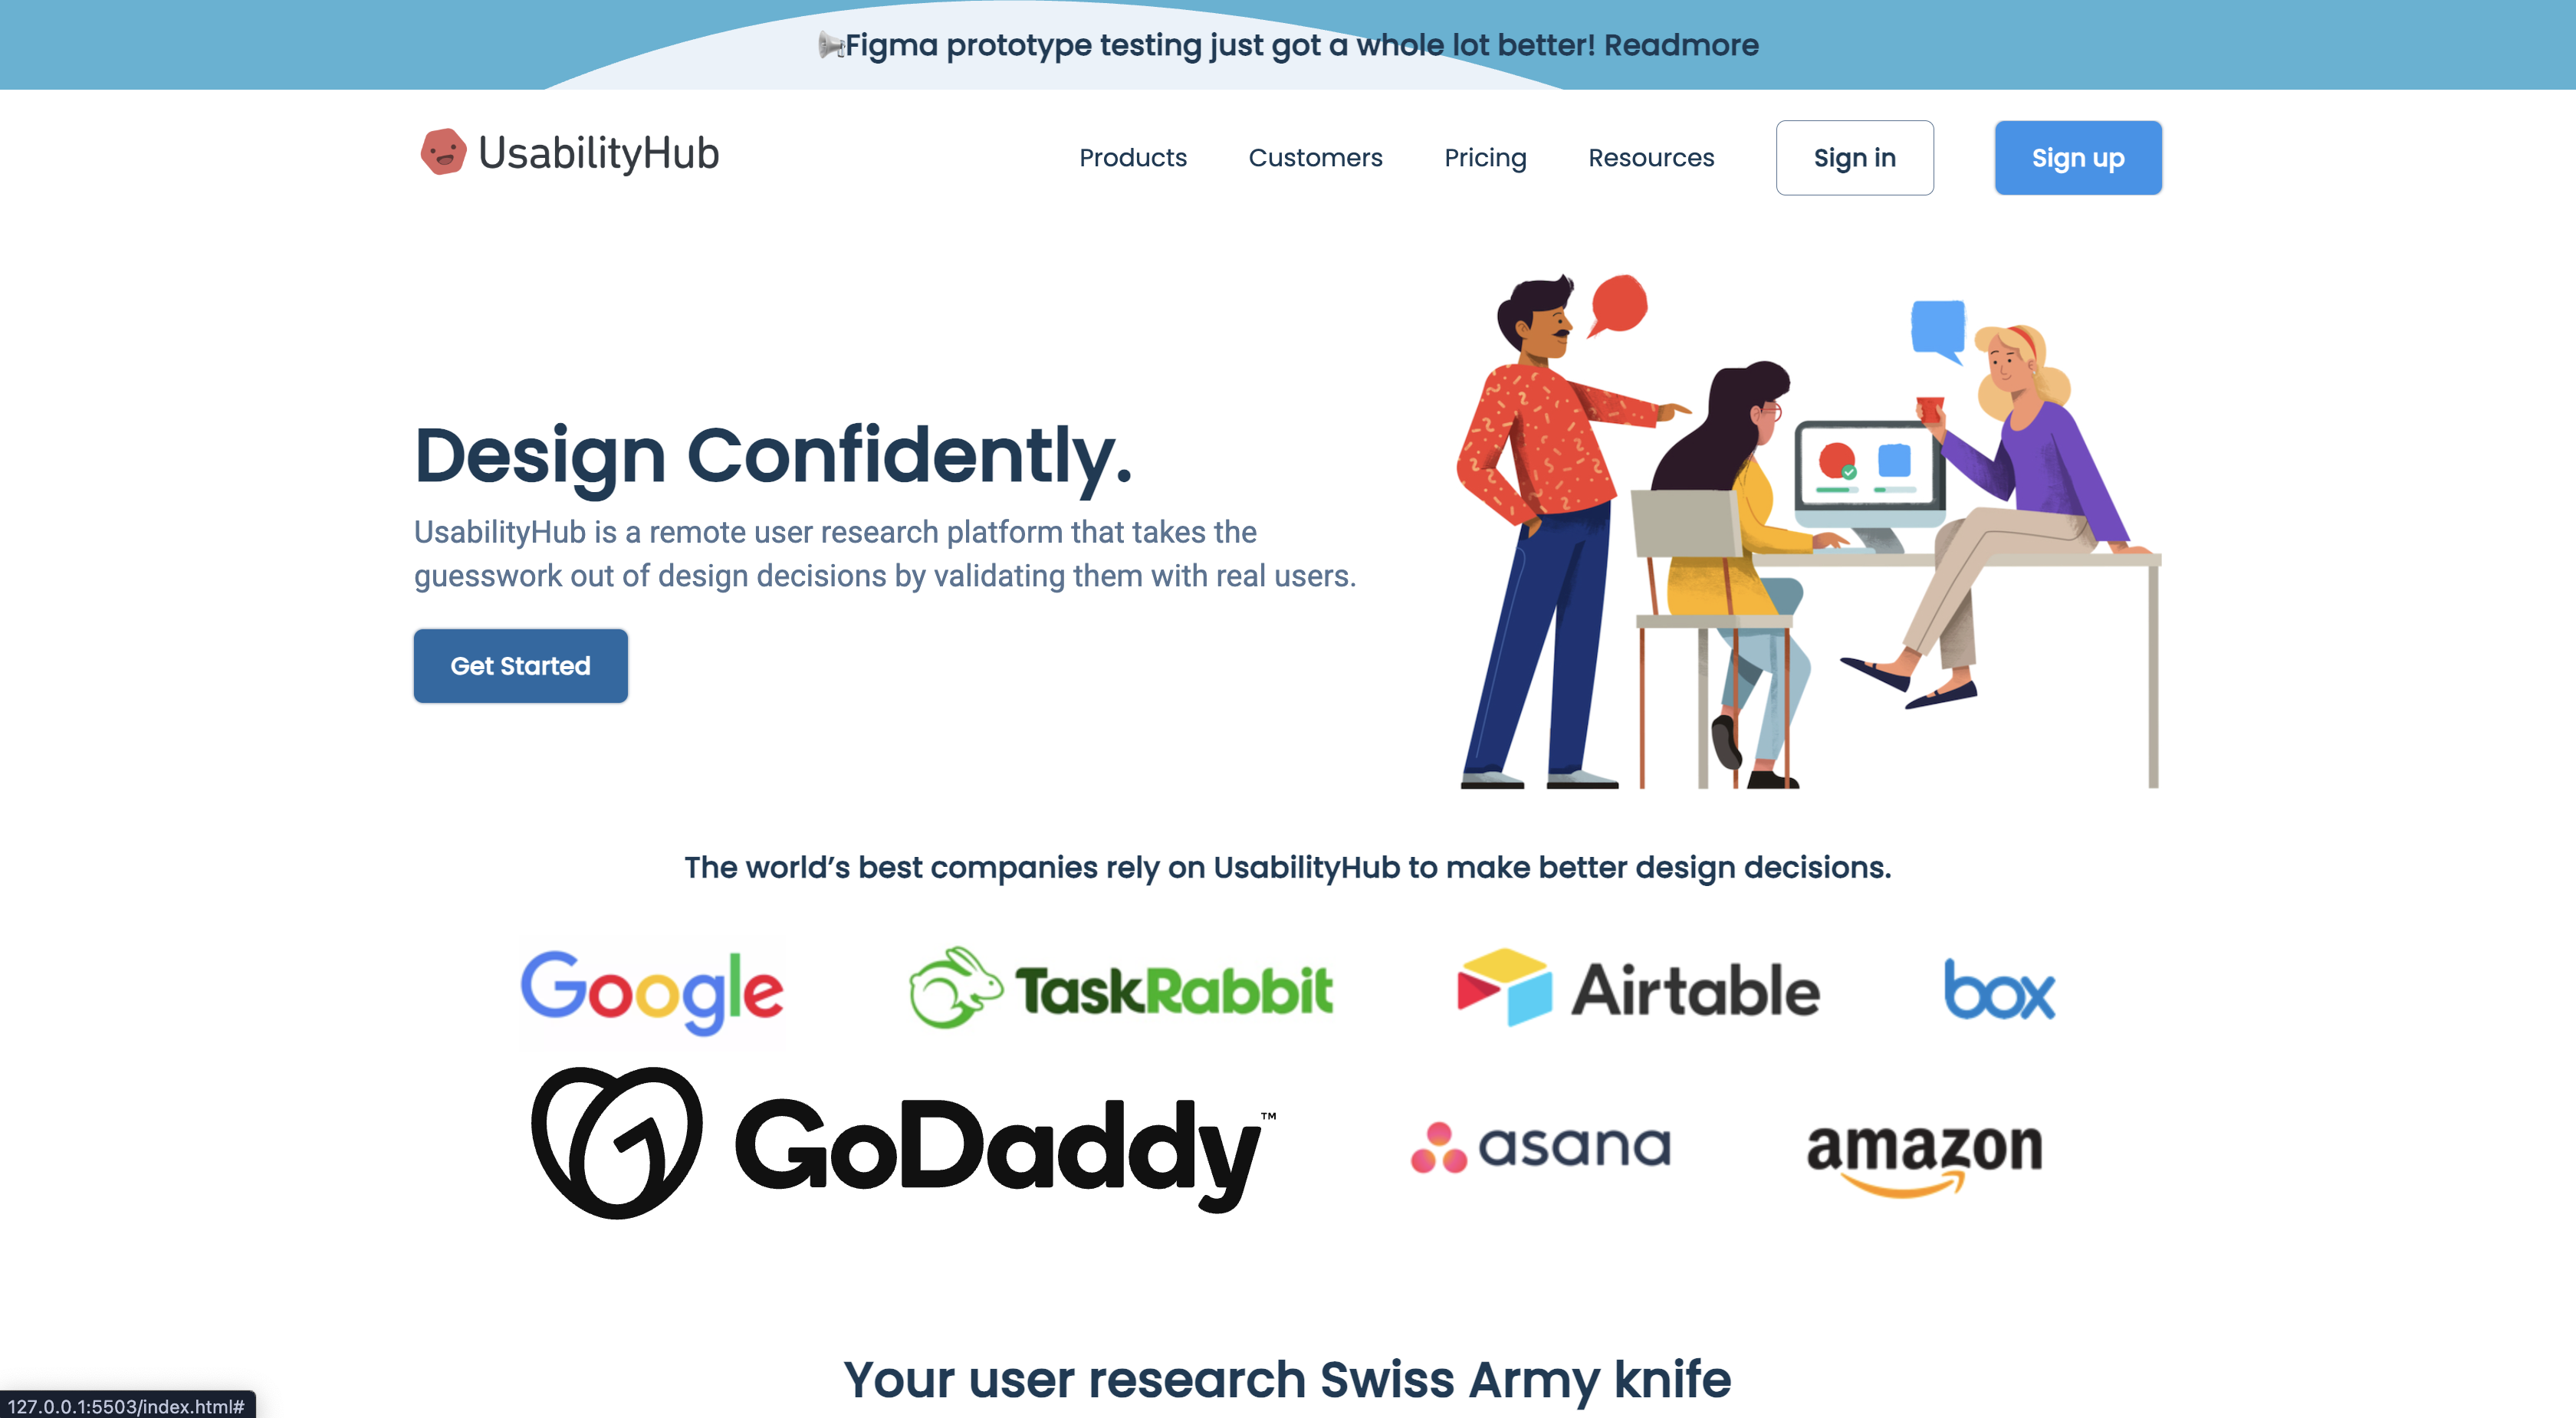 Figma prototype testing just got a whole lot better! Readmore
UsabilityHub
Products
Customers
Pricing
Resources
Sign in
Sign up
Design Confidently.
UsabilityHub is a remote user research platform that takes the
guesswork out of design decisions by validating them with real users.
Get Started
The world’s best companies rely on UsabilityHub to make better design decisions.
Google
TaskRabbit
Airtable
box
GoDaddy™
asana
amazon
Your user research Swiss Army knife
127.0.0.1:5503/index.html#